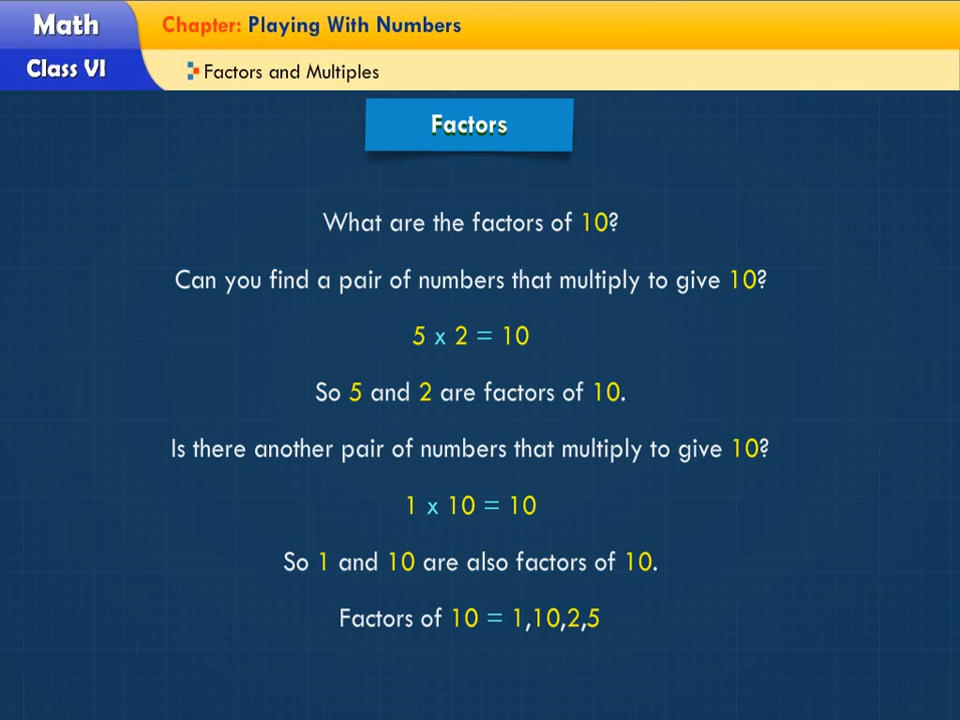 Math
Class VI
Chapter: Playing With Numbers
Factors and Multiples
Factors
What are the factors of 10?
Can you find a pair of numbers that multiply to give 10?
5 x 2 = 10
So 5 and 2 are factors of 10.
Is there another pair of numbers that multiply to give 10?
1 x 10 = 10
So 1 and 10 are also factors of 10.
Factors of 10 = 1,10,2,5